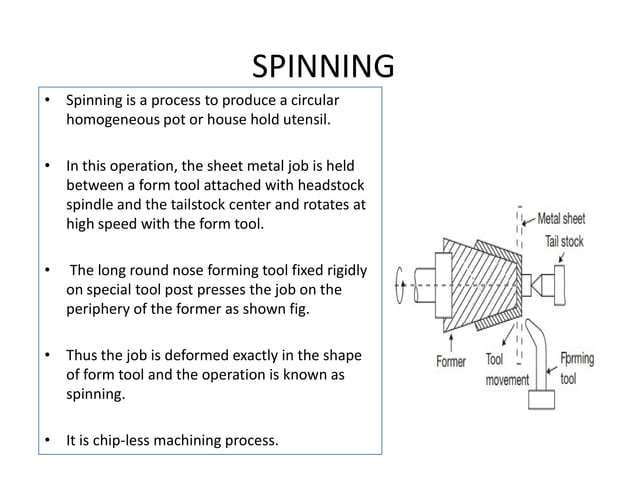 SPINNING
• Spinning is a process to produce a circular
homogeneous pot or house hold utensil.
• In this operation, the sheet metal job is held
between a form tool attached with headstock
spindle and the tailstock center and rotates at
high speed with the form tool.
• The long round nose forming tool fixed rigidly
on special tool post presses the job on the
periphery of the former as shown fig.
• Thus the job is deformed exactly in the shape
of form tool and the operation is known as
spinning.
• It is chip-less machining process.
Metal sheet
Tail stock
Former
Tool
movement
Forming
tool